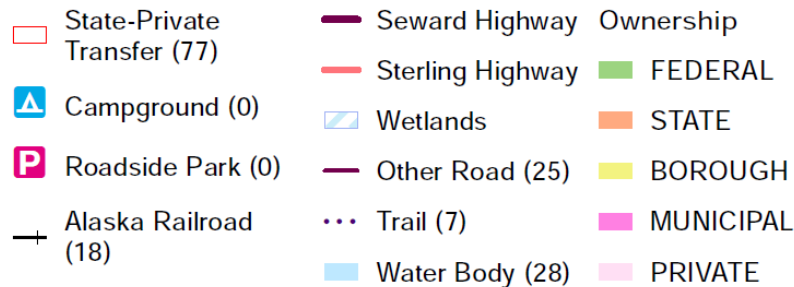 State-Private
Transfer (77)
Campground (0)
P
Roadside Park (0)
Alaska Railroad
(18)
Seward Highway
Sterling Highway
Wetlands
Other Road (25)
Trail (7)
Water Body (28)
Ownership
FEDERAL
STATE
BOROUGH
MUNICIPAL
PRIVATE